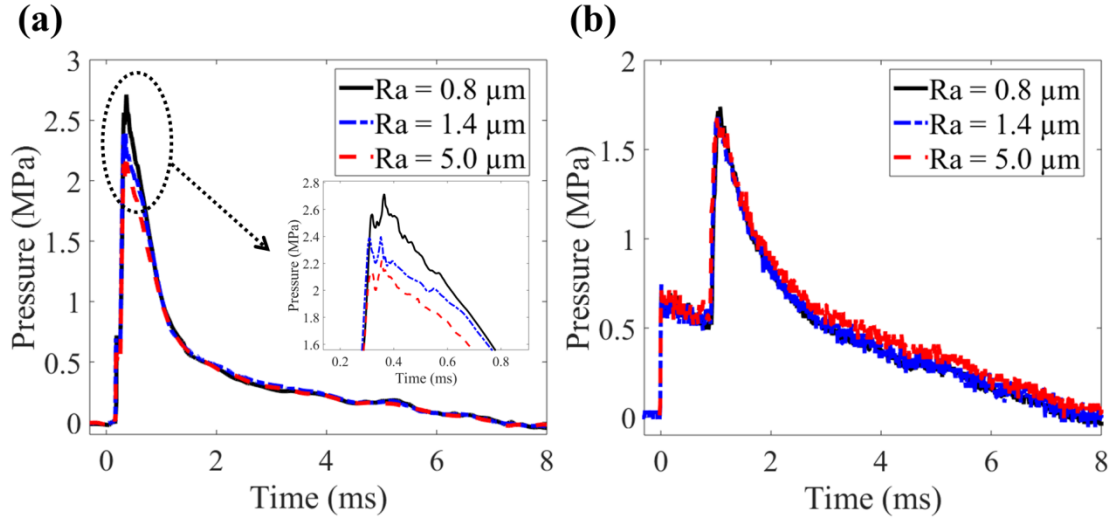 (a)
3
2.5
2
1.5
1
0.5
0
Pressure (MPa)
0 2 4 6 8
Time (ms)
Ra = 0.8 µm
Ra = 1.4 µm
Ra = 5.0 µm
2.8
2.6
2.4
2.2
2
1.8
1.6
Pressure (MPa)
0.2 0.4 0.6 0.8
Time (ms)
(b)
2
1.5
1
0.5
0
Pressure (MPa)
0 2 4 6 8
Time (ms)
Ra = 0.8 µm
Ra = 1.4 µm
Ra = 5.0 µm